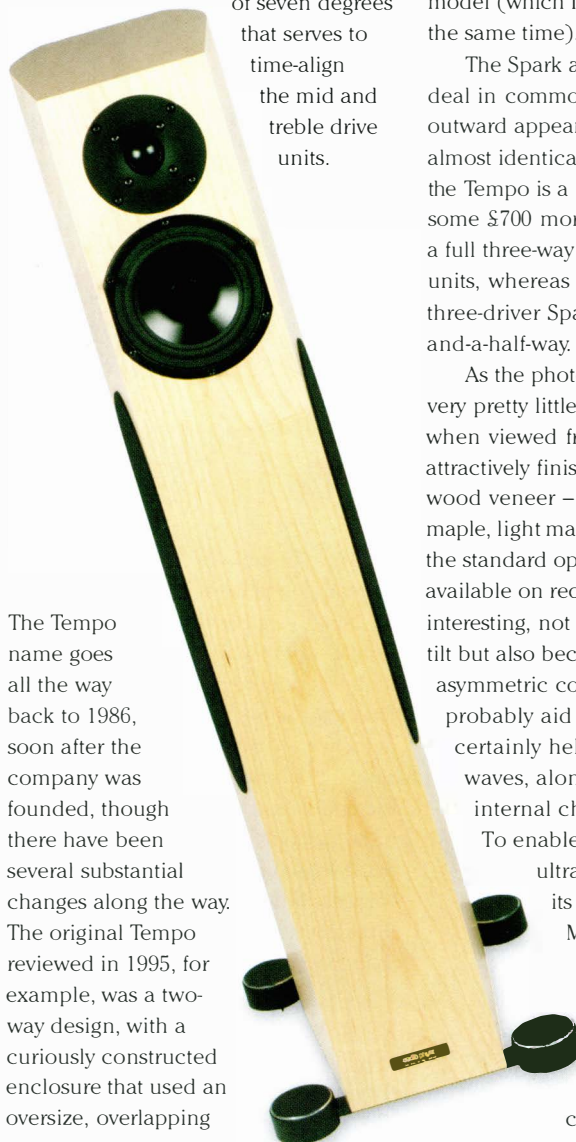 The Tempo
name goes
all the way
back to 1986,
soon after the
company was
founded, though
there have been
several substantial
changes along the way.
The original Tempo
reviewed in 1995, for
example, was a two-
way design, with a
curiously constructed
enclosure that used an
oversize, overlapping
of seven degrees
that serves to
time-align
the mid and
treble drive
units.
model (which
the same time)
The Spark a
deal in commo
outward appear
almost identica
the Tempo is a
some £700 mor
a full three-way
units, whereas
three-driver Spa
and-a-half-way.
As the phot
very pretty little
when viewed fr
attractively finis
wood veneer –
maple, light ma
the standard op
available on rec
interesting, not
tilt but also bec
asymmetric co
probably aid
certainly hel
waves, alon
internal ch
To enable
ultra
its
M
c